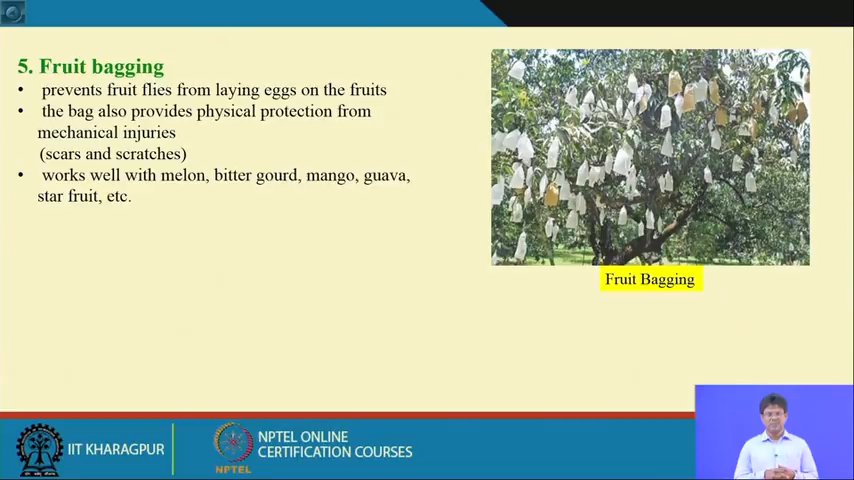 5. Fruit bagging
• prevents fruit flies from laying eggs on the fruits
• the bag also provides physical protection from
mechanical injuries
(scars and scratches)
• works well with melon, bitter gourd, mango, guava,
star fruit, etc.
Fruit Bagging
IIT KHARAGPUR
NPTEL
NPTEL ONLINE
CERTIFICATION COURSES